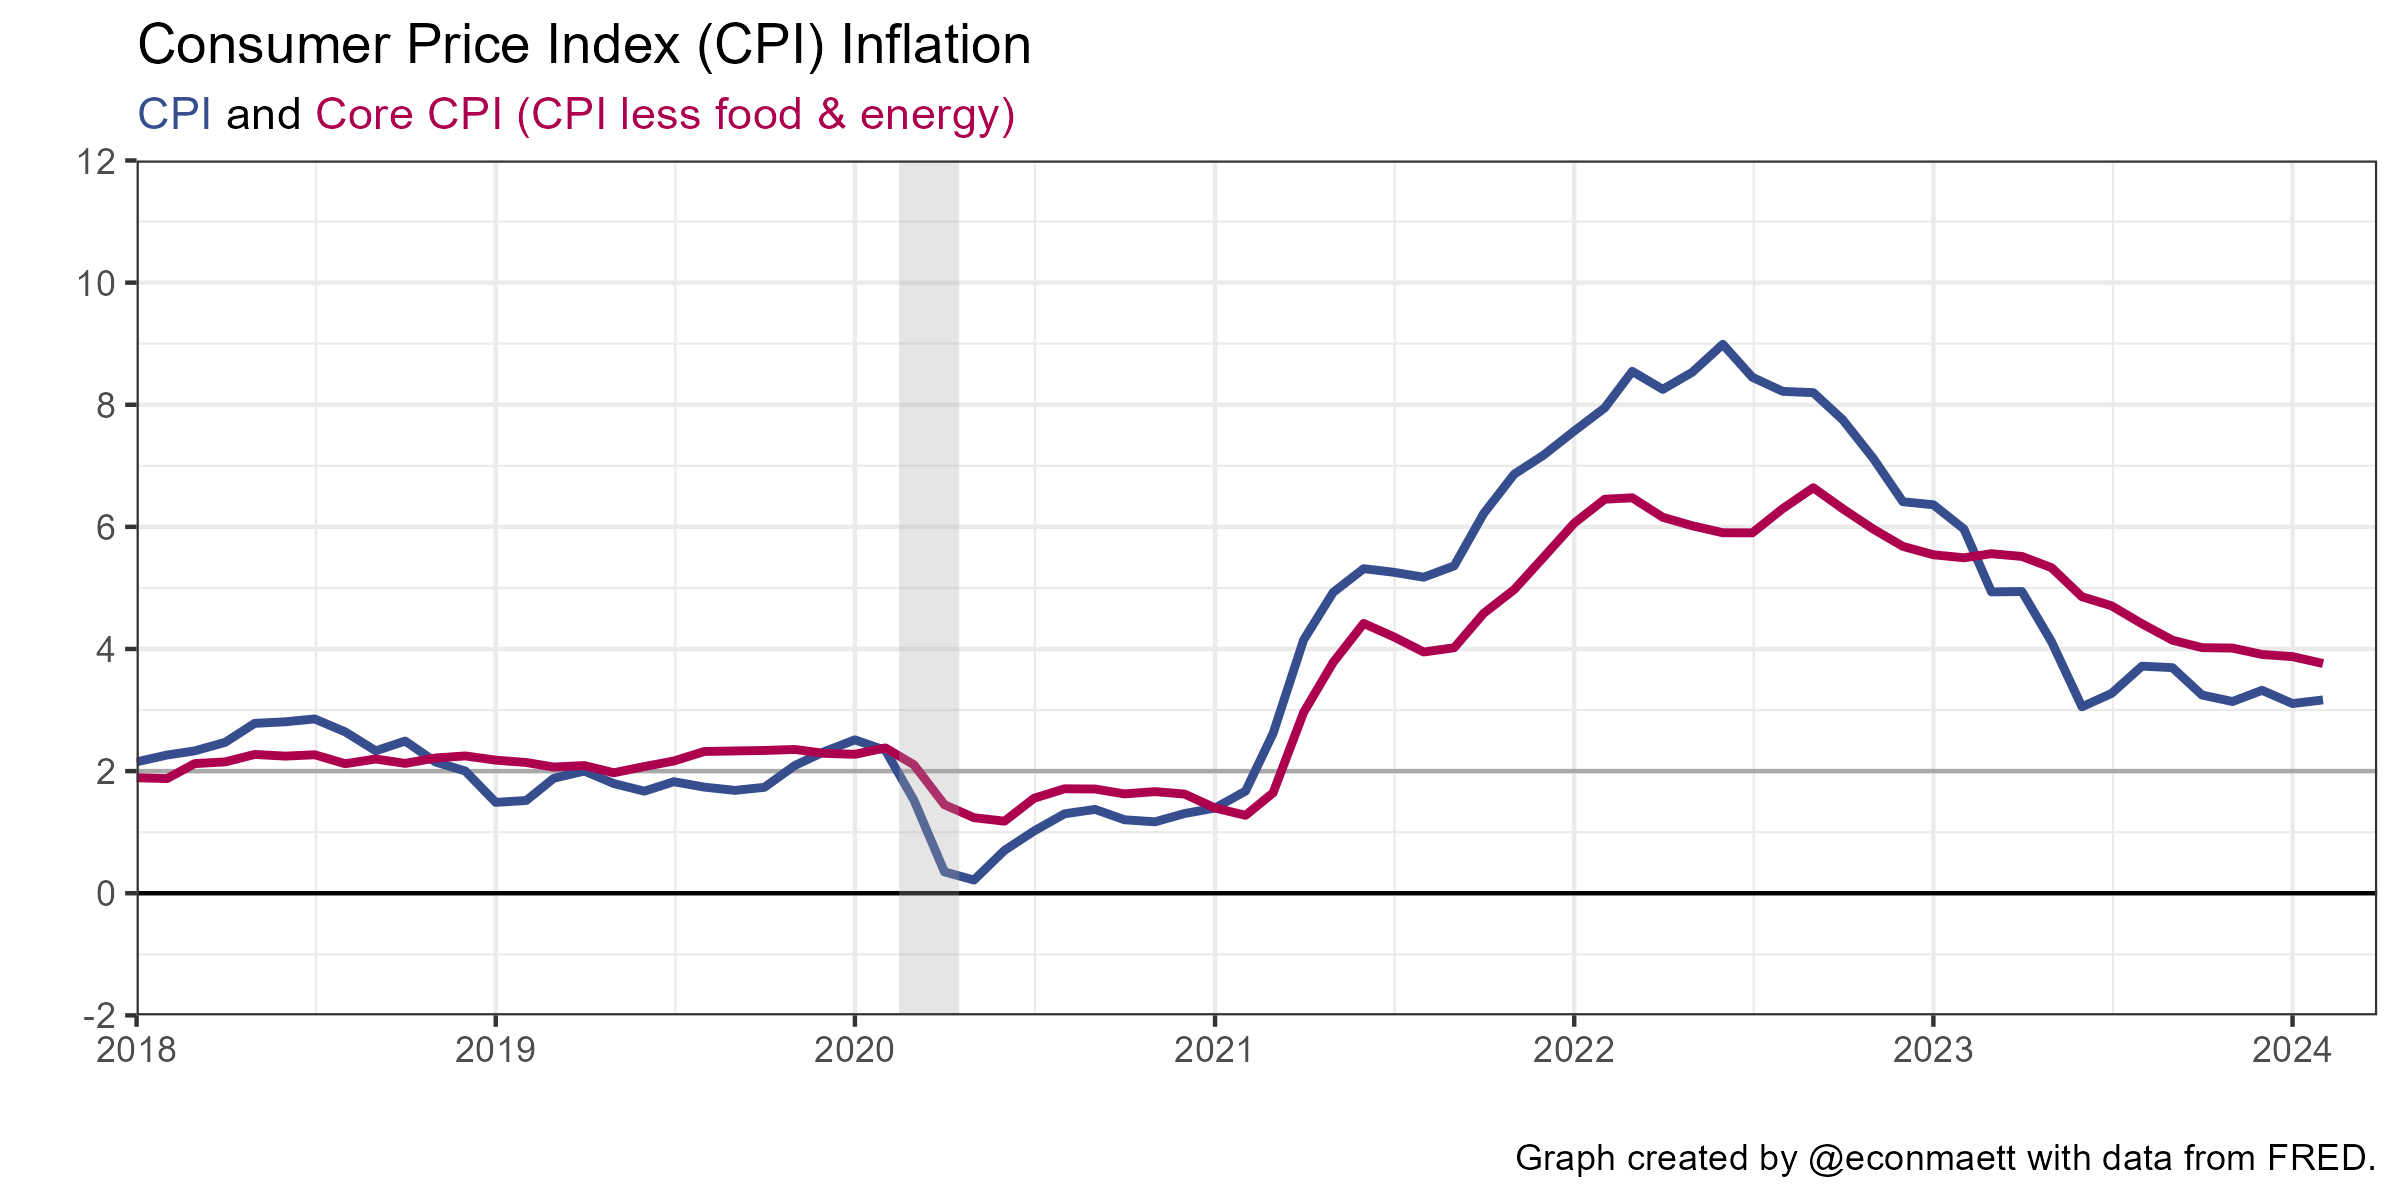 Consumer Price Index (CPI) Inflation
CPI and Core CPI (CPI less food & energy)
12
10
8
6
4
2
0
-2
2018 2019 2020 2021 2022 2023 2024
Graph created by @econmaett with data from FRED.